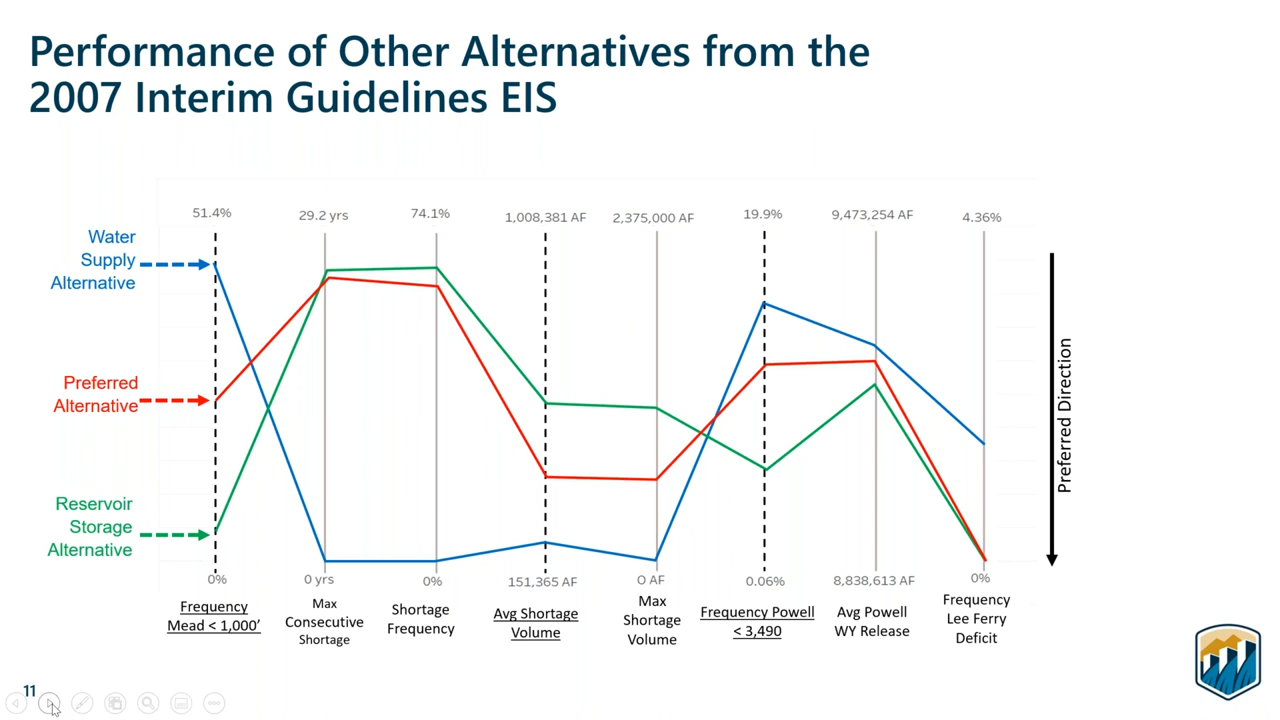 Performance of Other Alternatives from the
2007 Interim Guidelines EIS
51.4%
29.2 yrs
74.1%
1,008,381 AF
2,375,000 AF
19.9%
9,473,254 AF
4.36%
Water
Supply
Alternative
Preferred
Alternative
Reservoir
Storage
Alternative
Preferred Direction
0%
0 yrs
0%
151,365 AF
0 AF
0.06%
8,838,613 AF
0%
Frequency
Mead < 1,000’
Max
Consecutive
Shortage
Shortage
Frequency
Avg Shortage
Volume
Max
Shortage
Volume
Frequency Powell
< 3,490
Avg Powell
WY Release
Frequency
Lee Ferry
Deficit
11